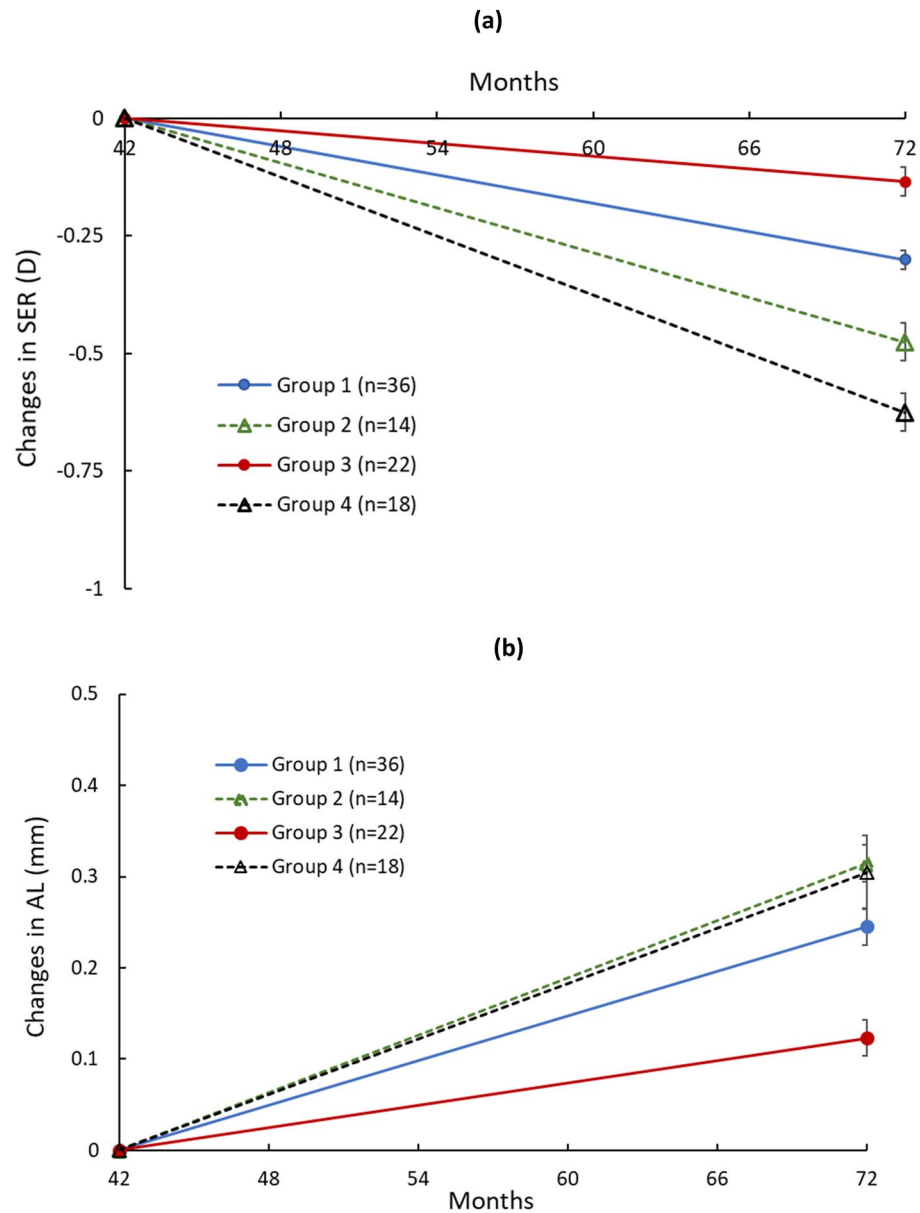 (a)
Months
0
42 48 54 60 66 72
-0.25
-0.5
-0.75
-1
Changes in SER (D)
Group 1 (n=36)
Group 2 (n=14)
Group 3 (n=22)
Group 4 (n=18)
(b)
0.5
0.4
0.3
0.2
0.1
0
Changes in AL (mm)
Group 1 (n=36)
Group 2 (n=14)
Group 3 (n=22)
Group 4 (n=18)
42 48 54 60 66 72
Months